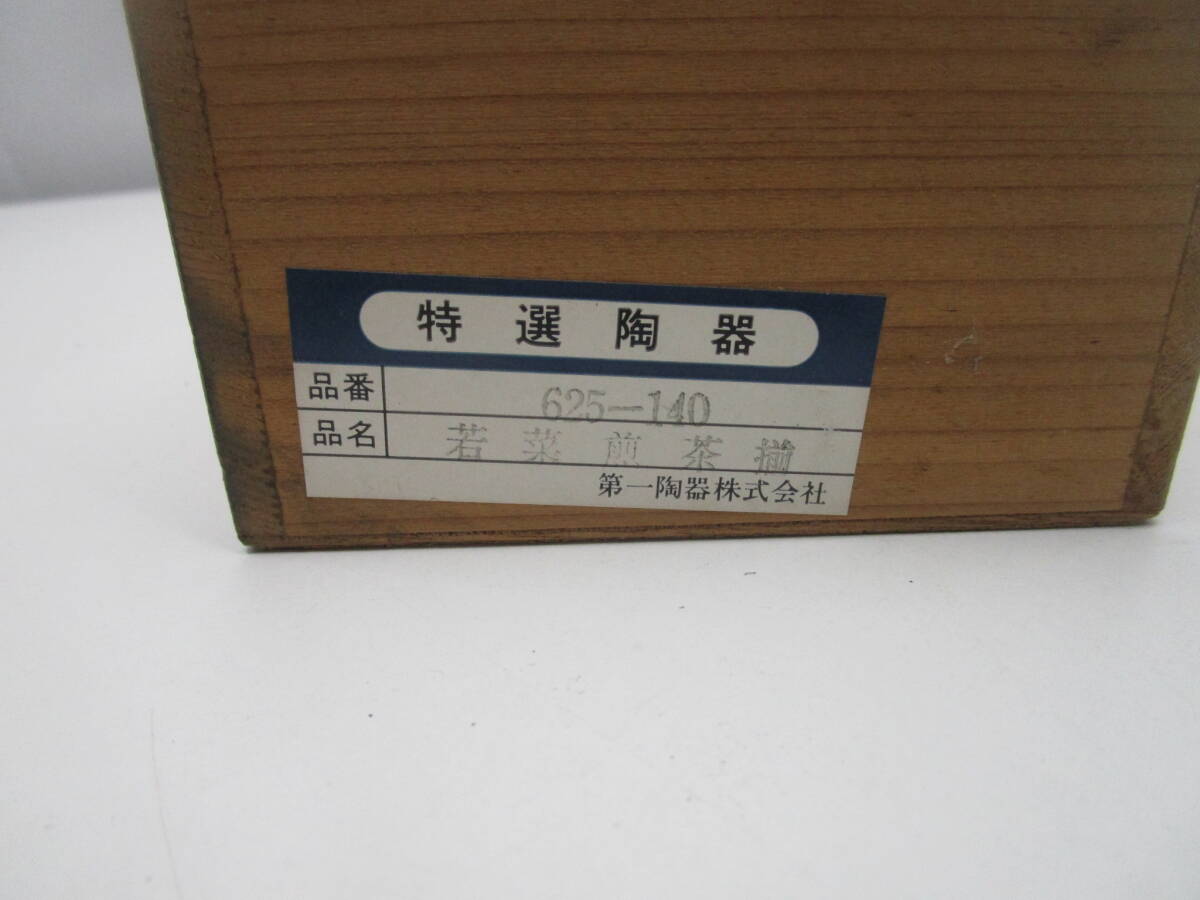 特選陶器
品番 625-140
品名 若菜煎茶揃
第一陶器株式会社